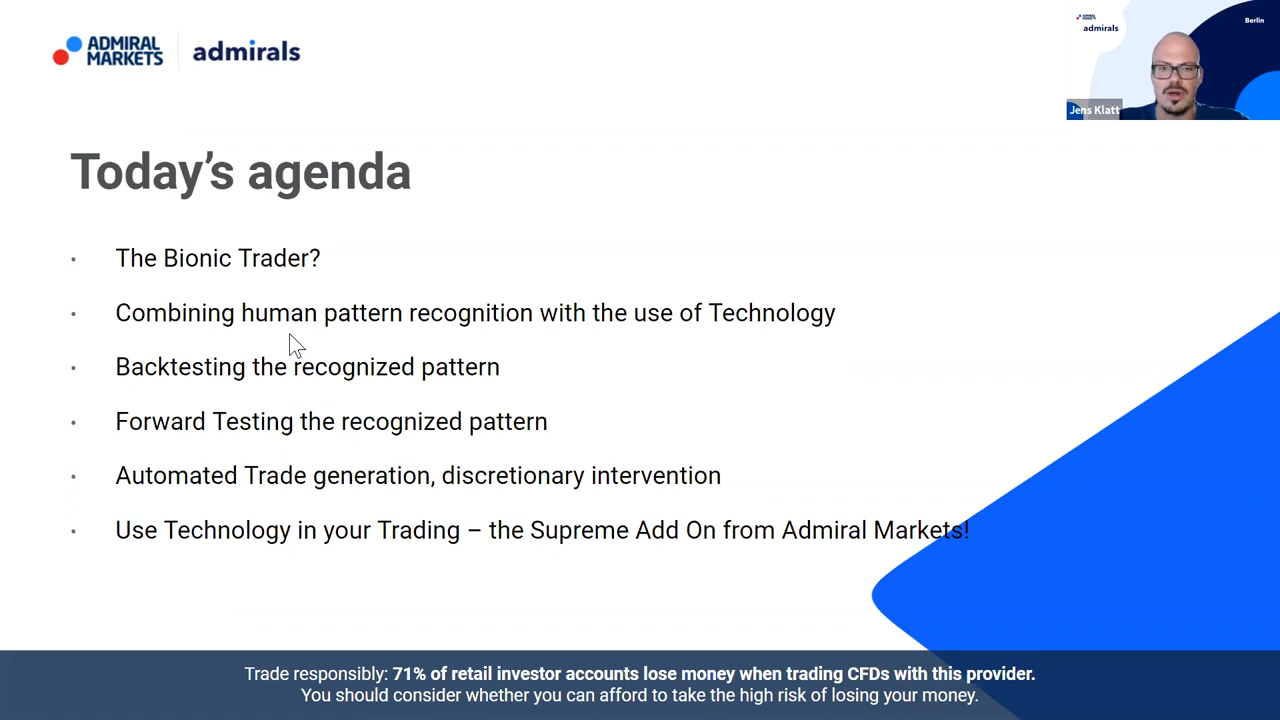 ADMIRAL
MARKETS
admirals
ADMIRAL
MARKETS
admirals
Berlin
Jens Klatt
Today's agenda
• The Bionic Trader?
• Combining human pattern recognition with the use of Technology
• Backtesting the recognized pattern
• Forward Testing the recognized pattern
• Automated Trade generation, discretionary intervention
• Use Technology in your Trading – the Supreme Add On from Admiral Markets!
Trade responsibly: 71% of retail investor accounts lose money when trading CFDs with this provider.
You should consider whether you can afford to take the high risk of losing your money.